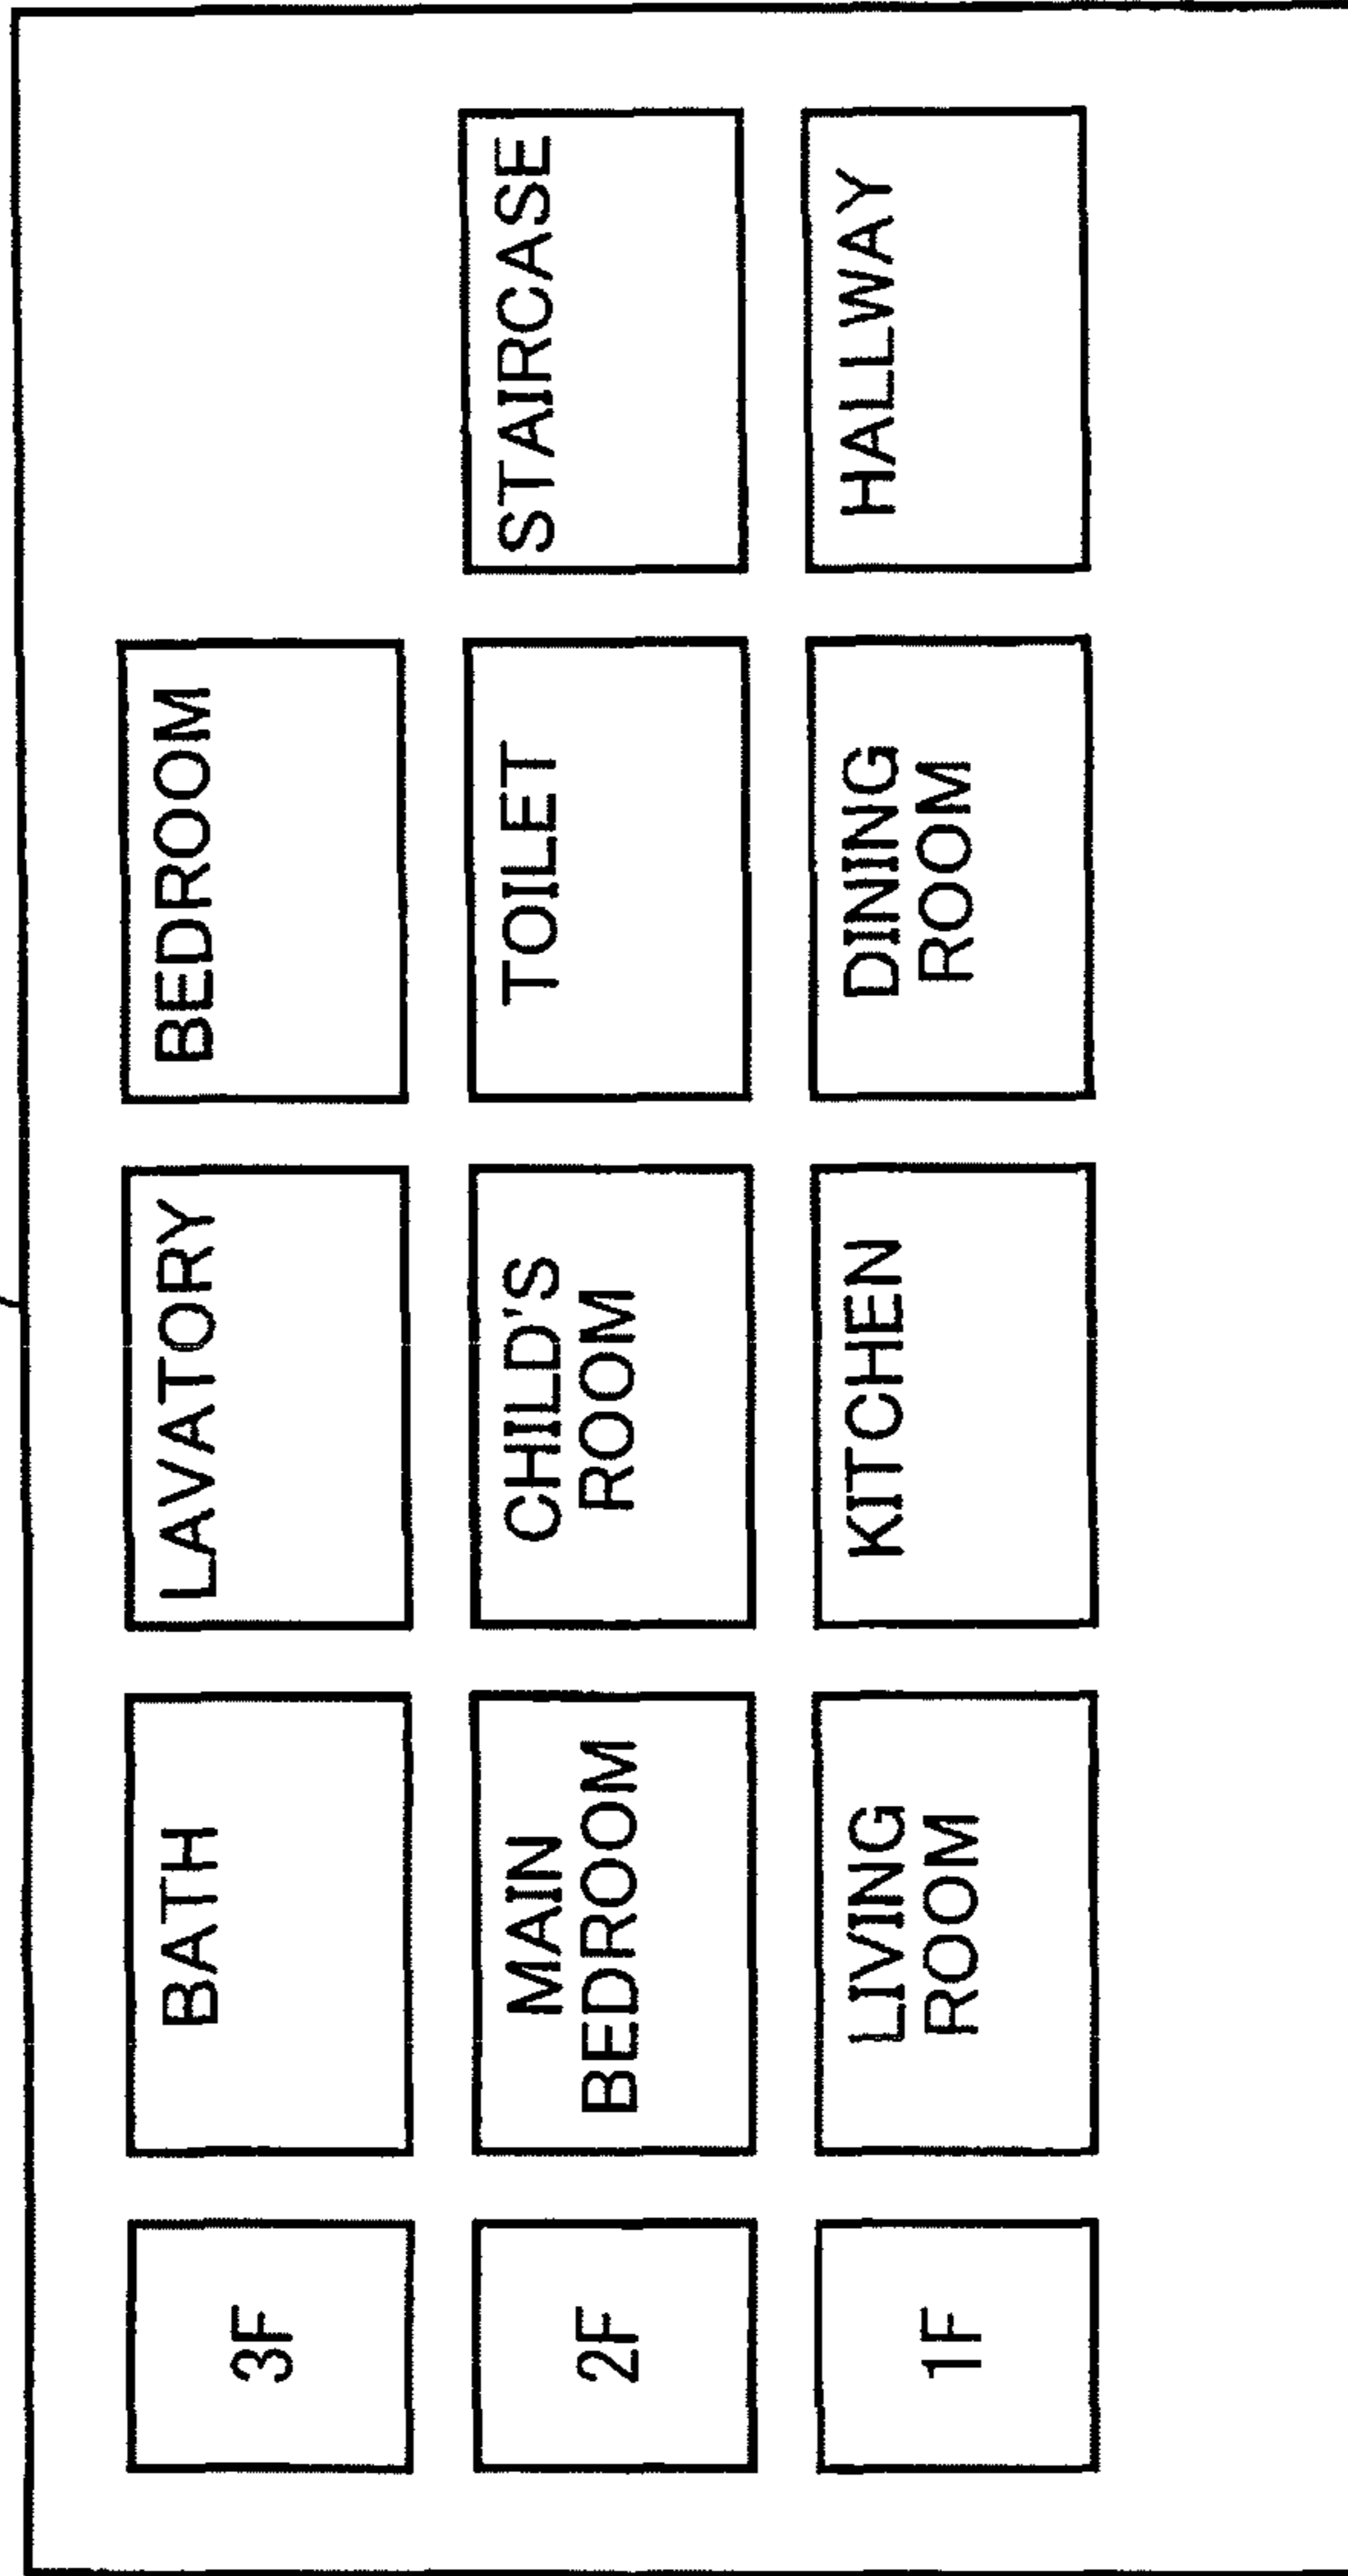 3F
BATH
LAVATORY
BEDROOM
2F
MAIN
BEDROOM
CHILD'S
ROOM
TOILET
STAIRCASE
1F
LIVING
ROOM
KITCHEN
DINING
ROOM
HALLWAY